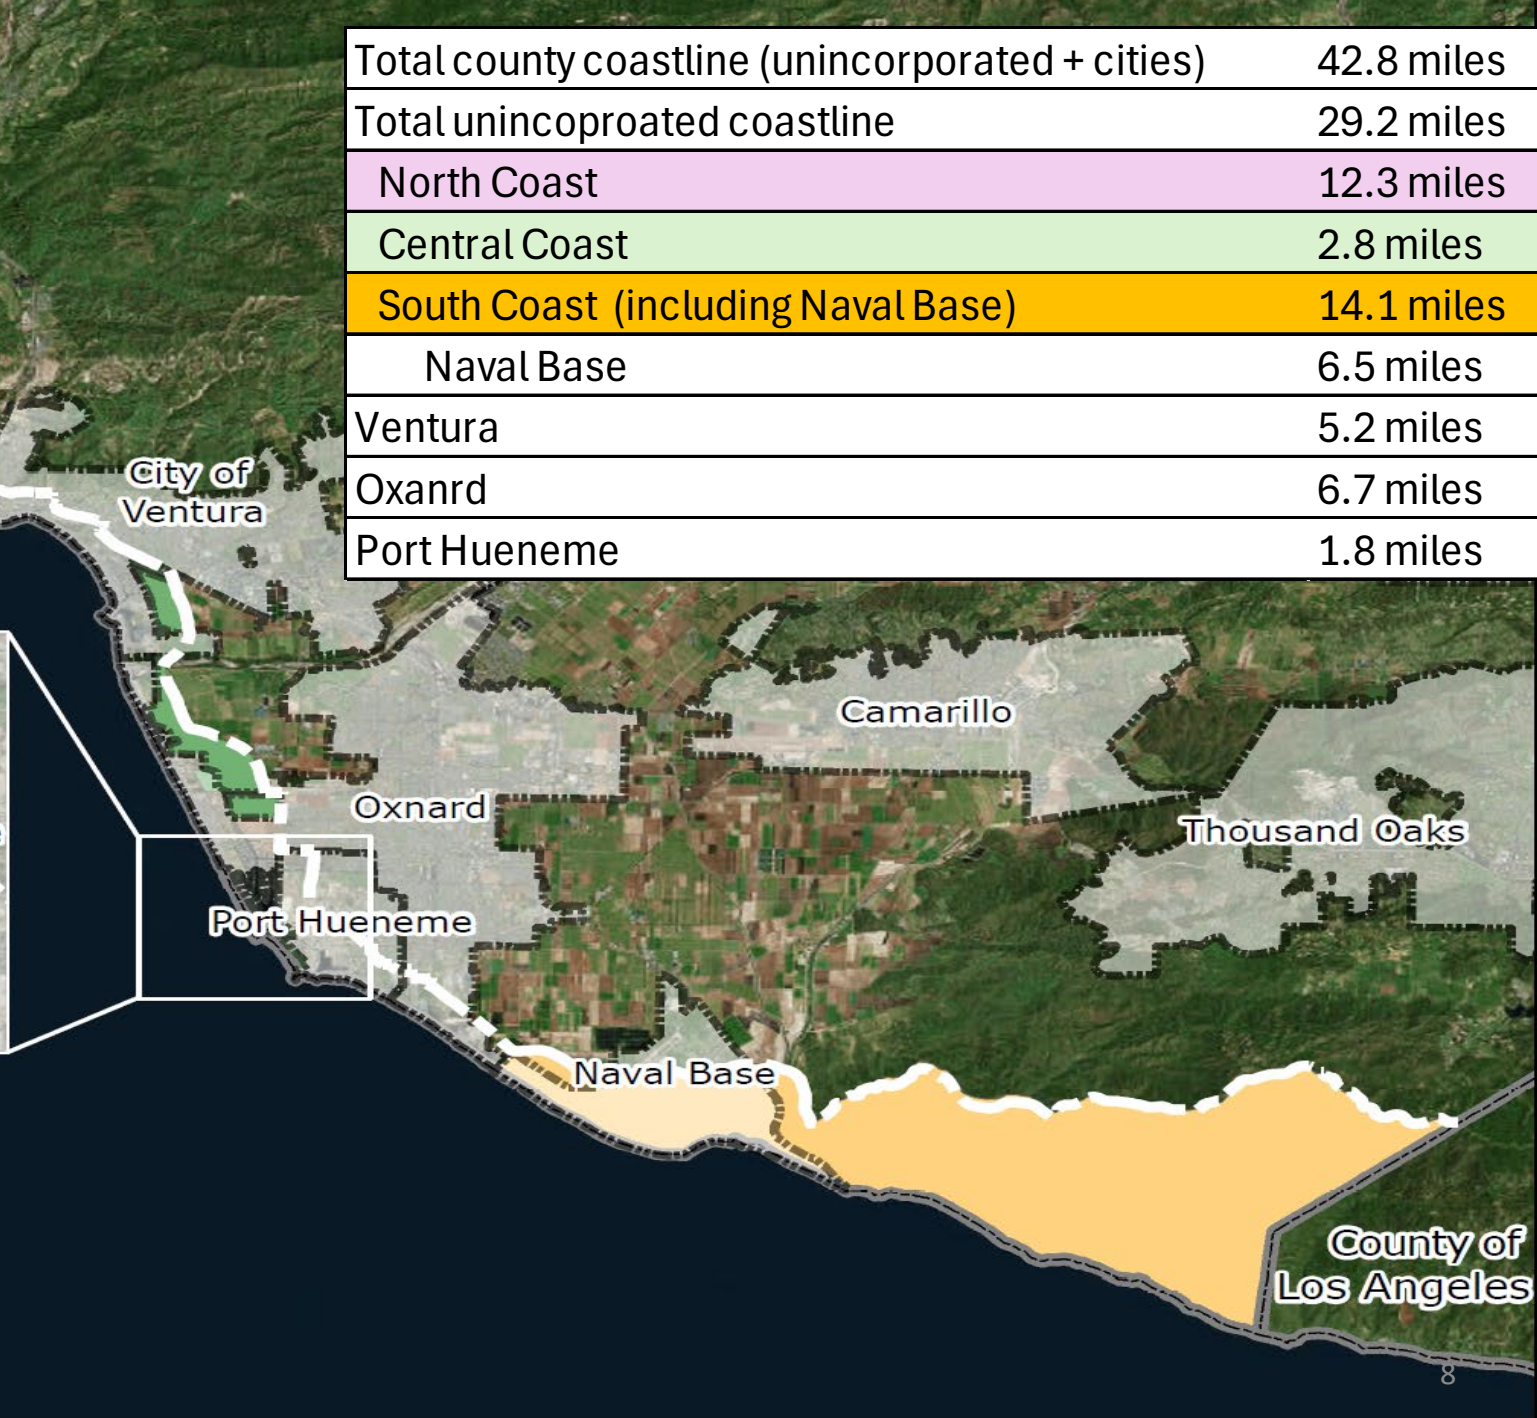 Total county coastline (unincorporated + cities) 42.8 miles
Total unincoproated coastline 29.2 miles
North Coast 12.3 miles
Central Coast 2.8 miles
South Coast (including Naval Base) 14.1 miles
Naval Base 6.5 miles
Ventura 5.2 miles
Oxanrd 6.7 miles
Port Hueneme 1.8 miles
City of
Ventura
Camarillo
Oxnard
Thousand Oaks
Port Hueneme
Naval Base
County of
Los Angeles
8